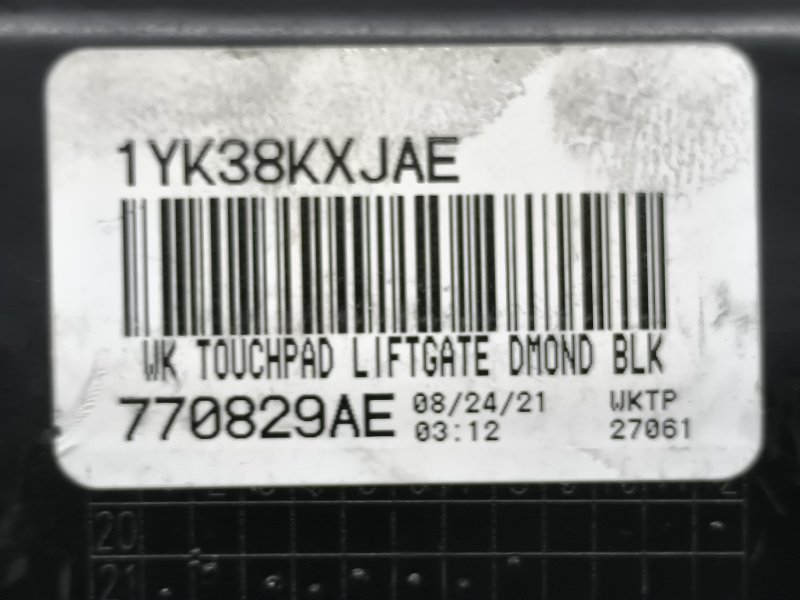 1YK38KXJAE
WK TOUCHPAD LIFTGATE DMOND BLK
770829AE
08/24/21
03:12
WKTP
27061
20
21